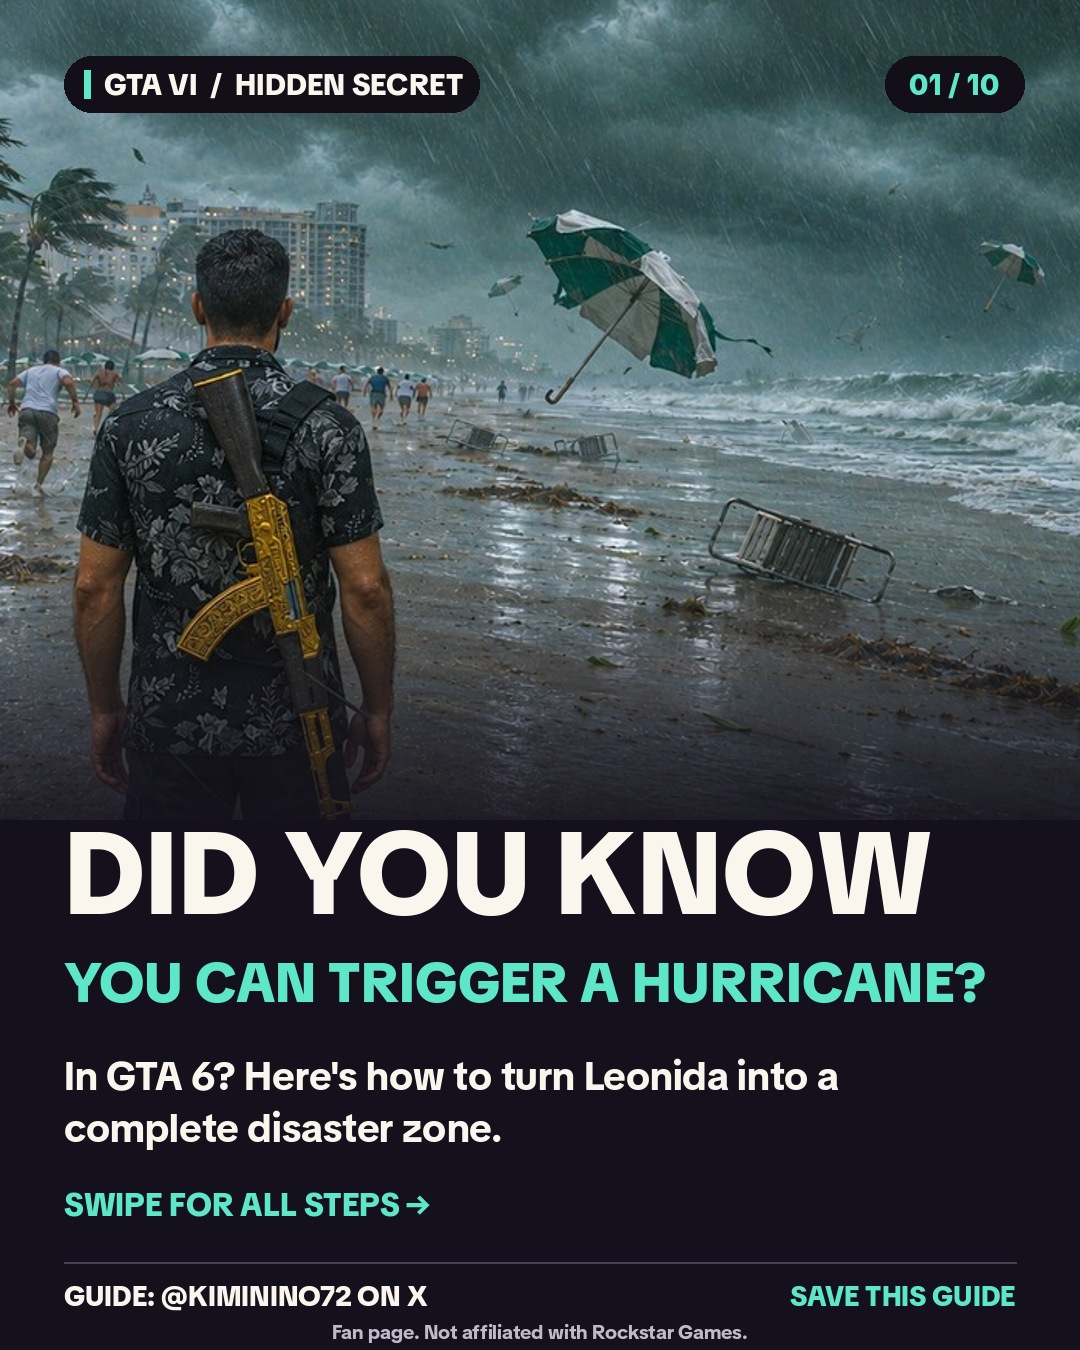 GTA VI / HIDDEN SECRET
01 / 10
DID YOU KNOW
YOU CAN TRIGGER A HURRICANE?
In GTA 6? Here's how to turn Leonida into a
complete disaster zone.
SWIPE FOR ALL STEPS →
GUIDE: @KIMININO72 ON X
SAVE THIS GUIDE
Fan page. Not affiliated with Rockstar Games.